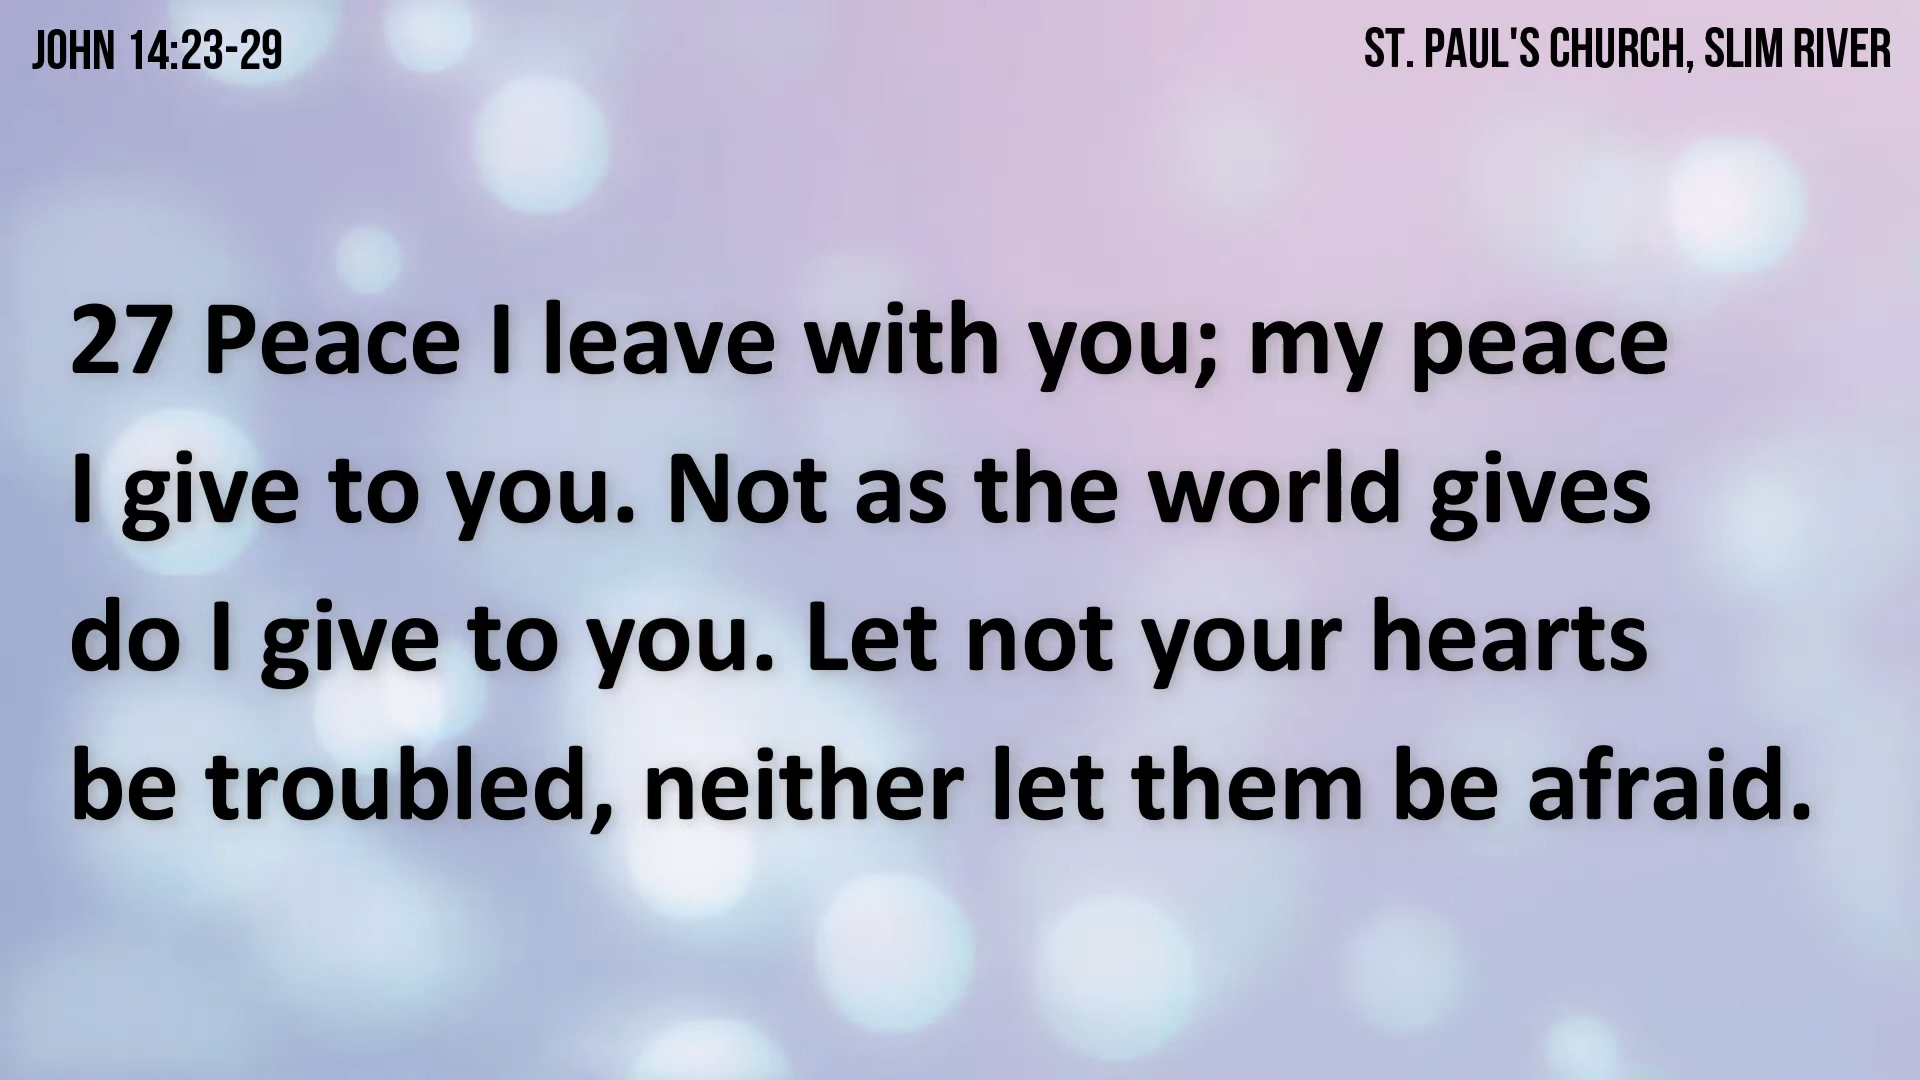 JOHN 14:23-29
ST. PAUL'S CHURCH, SLIM RIVER
27 Peace I leave with you; my peace
I give to you. Not as the world gives
do I give to you. Let not your hearts
be troubled, neither let them be afraid.